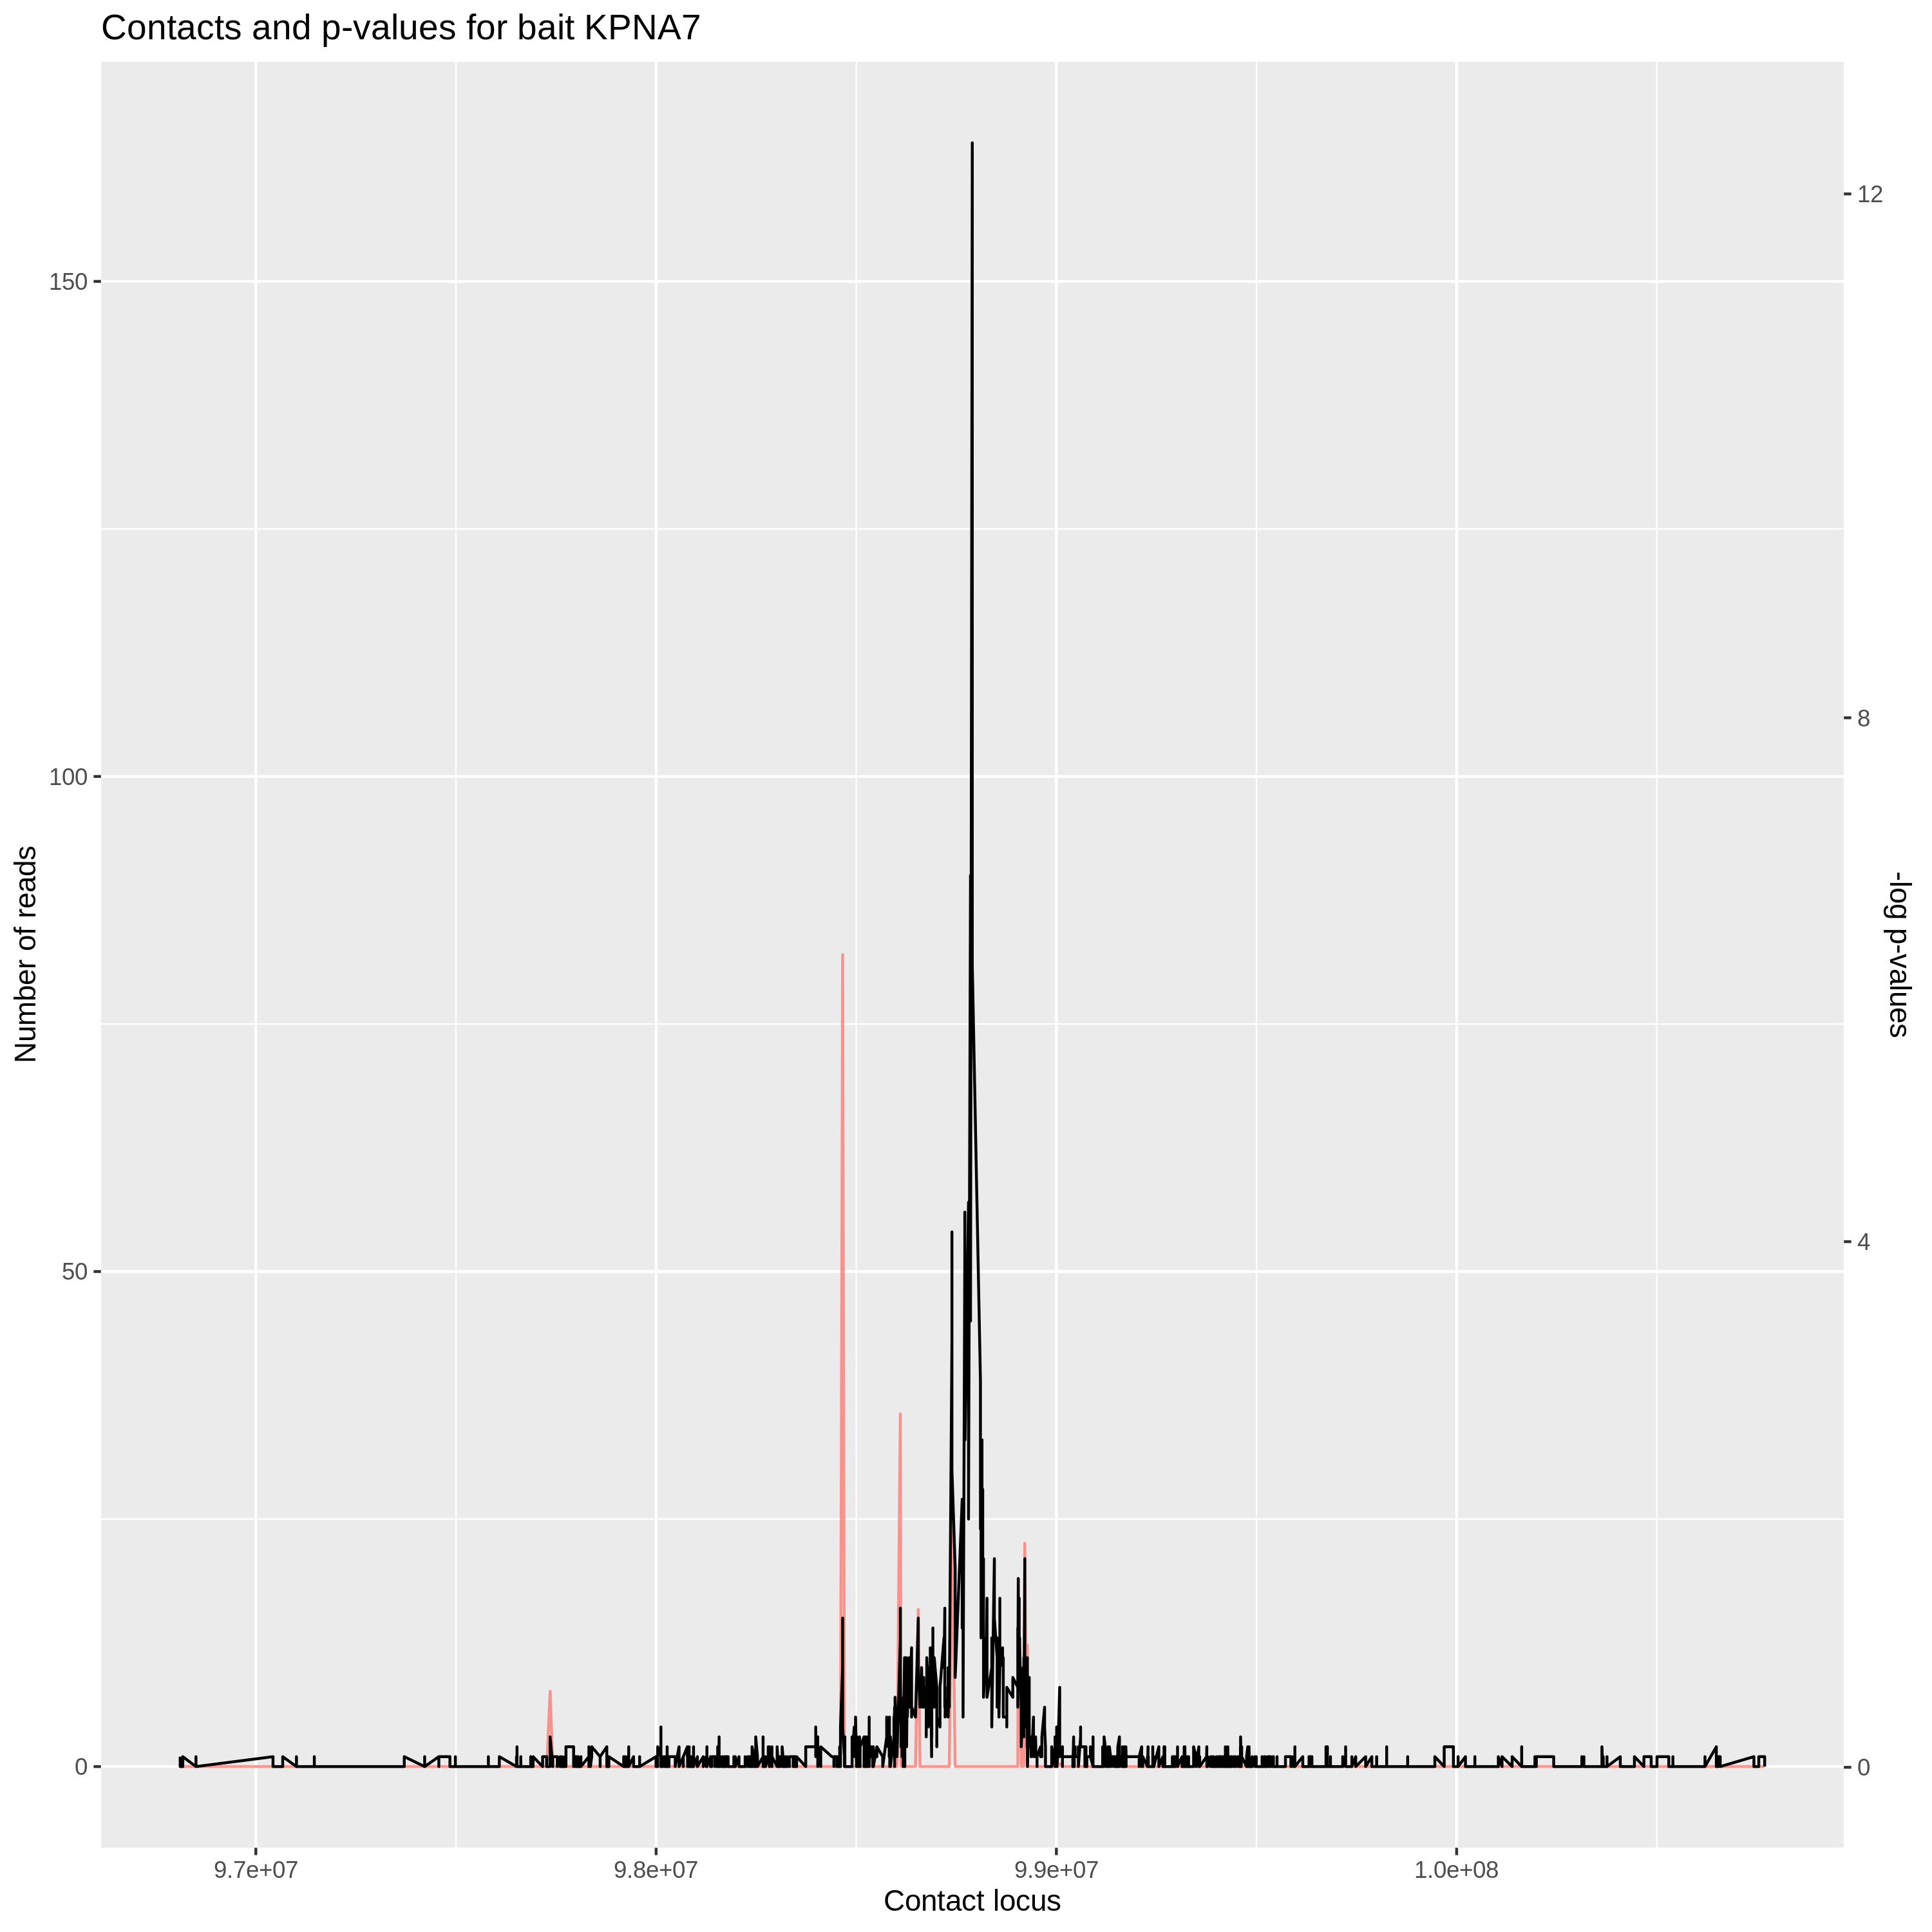 Contacts and p-values for bait KPNA7
150
100
50
0
Number of reads
12
8
4
0
-log p-values
9.7e+07
9.8e+07
9.9e+07
1.0e+08
Contact locus